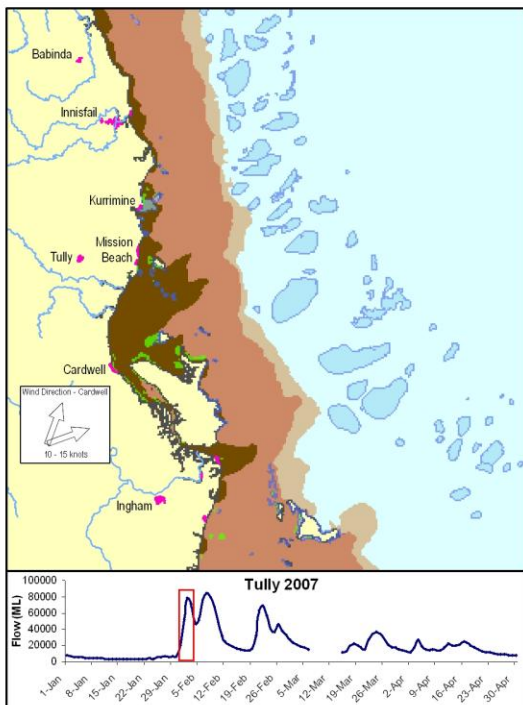 Babinda
Innisfail
Kurrimine
Mission
Beach
Tully
Cardwell
Wind Direction - Cardwell
10 - 15 knots
Ingham
Tully 2007
Flow (ML)
100000
80000
60000
40000
20000
0
1-Jan
8-Jan
15-Jan
22-Jan
29-Jan
5-Feb
12-Feb
19-Feb
26-Feb
5-Mar
12-Mar
19-Mar
26-Mar
2-Apr
9-Apr
16-Apr
23-Apr
30-Apr